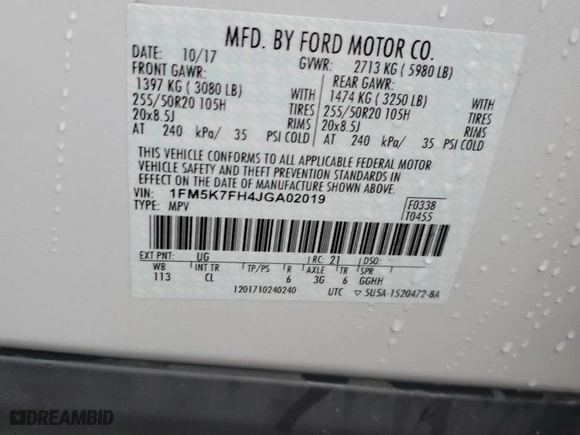 MFD. BY FORD MOTOR CO.
DATE: 10/17 GVWR: 2713 KG ( 5980 LB)
FRONT GAWR: REAR GAWR:
1397 KG ( 3080 LB) WITH 1474 KG ( 3250 LB) WITH
255/50R20 105H TIRES 255/50R20 105H TIRES
20x8.5J RIMS 20x8.5J RIMS
AT 240 kPa/ 35 PSI COLD AT 240 kPa/ 35 PSI COLD
THIS VEHICLE CONFORMS TO ALL APPLICABLE FEDERAL MOTOR
VEHICLE SAFETY AND THEFT PREVENTION STANDARDS IN
EFFECT ON THE DATE OF MANUFACTURE SHOWN ABOVE.
VIN: 1FM5K7FH4JGA02019 F0338
TYPE: MPV T0455
EXT PNT: UG RC: 21 DSO:
WB INT TR TP/PS R AXLE TR SPR
113 CL 6 3G 6 GGHH
1201710240240 UTC 5U5A-1520472-BA
DREAMBID